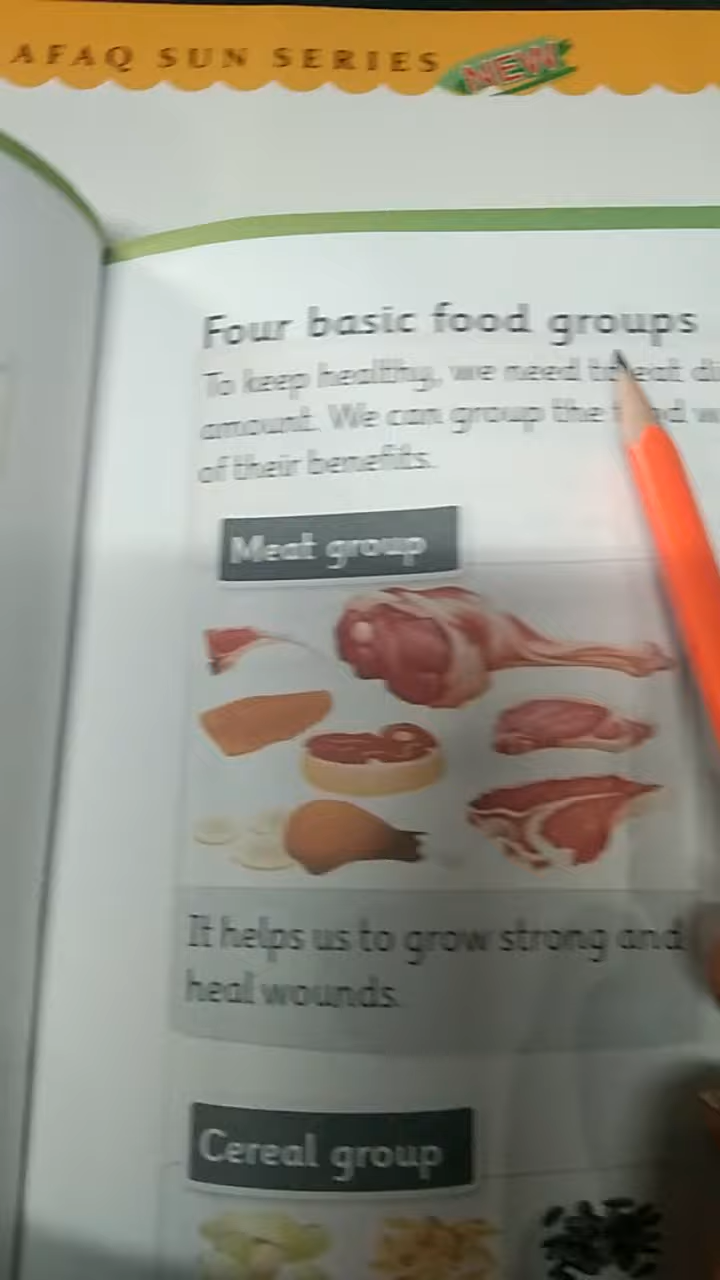 AFAQ SUN SERIES NEW
Four basic food groups
To keep healthy, we need to eat
amount. We can group the
of their benefits.
Meat group
It helps us to grow strong and
heal wounds.
Cereal group